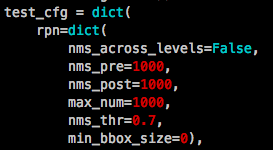 test_cfg = dict(
    rpn=dict(
        nms_across_levels=False,
        nms_pre=1000,
        nms_post=1000,
        max_num=1000,
        nms_thr=0.7,
        min_bbox_size=0),